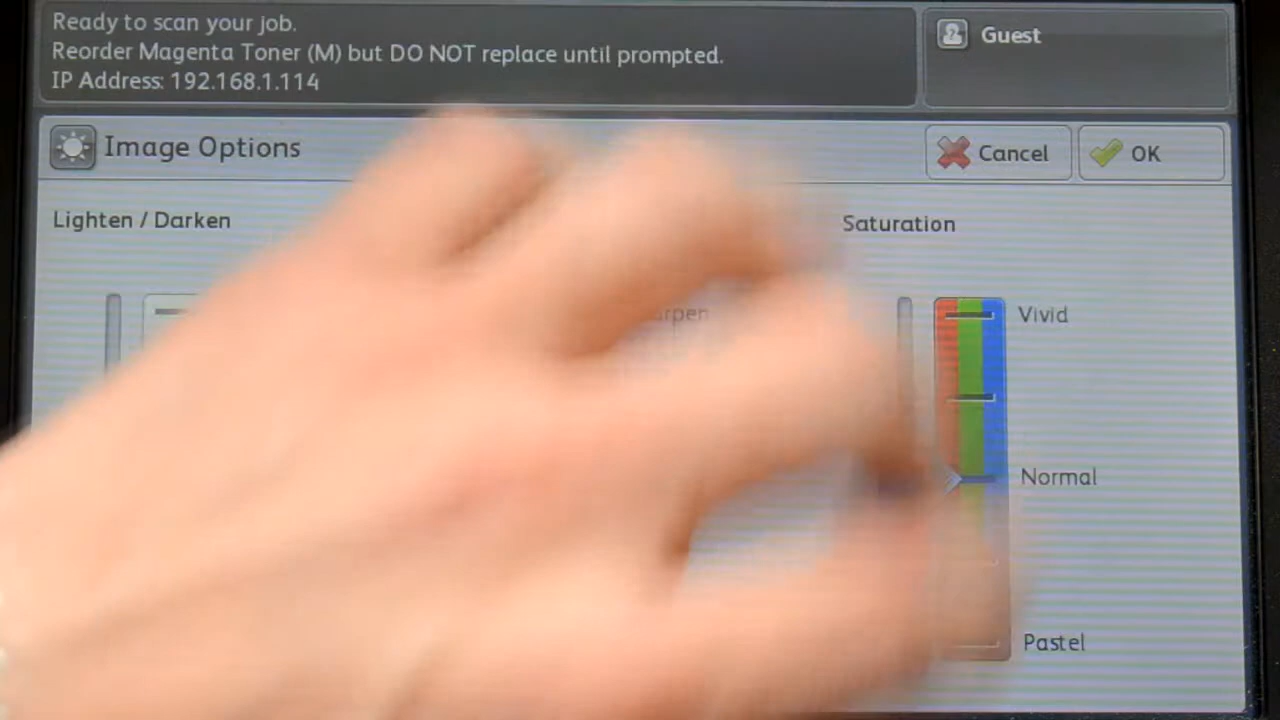 Ready to scan your job.
Reorder Magenta Toner (M) but DO NOT replace until prompted.
IP Address: 192.168.1.114
Guest
Image Options
Cancel
OK
Lighten / Darken
Saturation
Vivid
Normal
Pastel